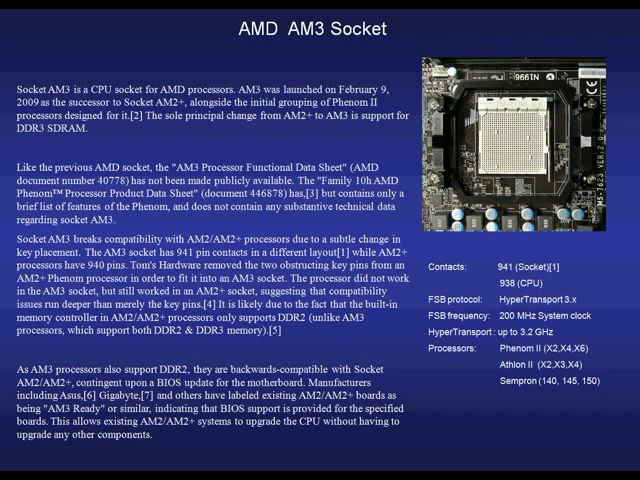 AMD AM3 Socket
Socket AM3 is a CPU socket for AMD processors. AM3 was launched on February 9,
2009 as the successor to Socket AM2+, alongside the initial grouping of Phenom II
processors designed for it.[2] The sole principal change from AM2+ to AM3 is support for
DDR3 SDRAM.
Like the previous AMD socket, the "AM3 Processor Functional Data Sheet" (AMD
document number 40778) has not been made publicly available. The "Family 10h AMD
Phenom™ Processor Product Data Sheet" (document 446878) has,[3] but contains only a
brief list of features of the Phenom, and does not contain any substantive technical data
regarding socket AM3.
Socket AM3 breaks compatibility with AM2/AM2+ processors due to a subtle change in
key placement. The AM3 socket has 941 pin contacts in a different layout[1] while AM2+
processors have 940 pins. Tom's Hardware removed the two obstructing key pins from an
AM2+ Phenom processor in order to fit it into an AM3 socket. The processor did not work
in the AM3 socket, but still worked in an AM2+ socket, suggesting that compatibility
issues run deeper than merely the key pins.[4] It is likely due to the fact that the built-in
memory controller in AM2/AM2+ processors only supports DDR2 (unlike AM3
processors, which support both DDR2 & DDR3 memory).[5]
As AM3 processors also support DDR2, they are backwards-compatible with Socket
AM2/AM2+, contingent upon a BIOS update for the motherboard. Manufacturers
including Asus,[6] Gigabyte,[7] and others have labeled existing AM2/AM2+ boards as
being "AM3 Ready" or similar, indicating that BIOS support is provided for the specified
boards. This allows existing AM2/AM2+ systems to upgrade the CPU without having to
upgrade any other components.
N1996
CE
MS-7623 VER:2.0
Contacts: 941 (Socket)[1]
938 (CPU)
FSB protocol: HyperTransport 3.x
FSB frequency: 200 MHz System clock
HyperTransport: up to 3.2 GHz
Processors: Phenom II (X2,X4,X6)
Athlon II (X2,X3,X4)
Sempron (140, 145, 150)